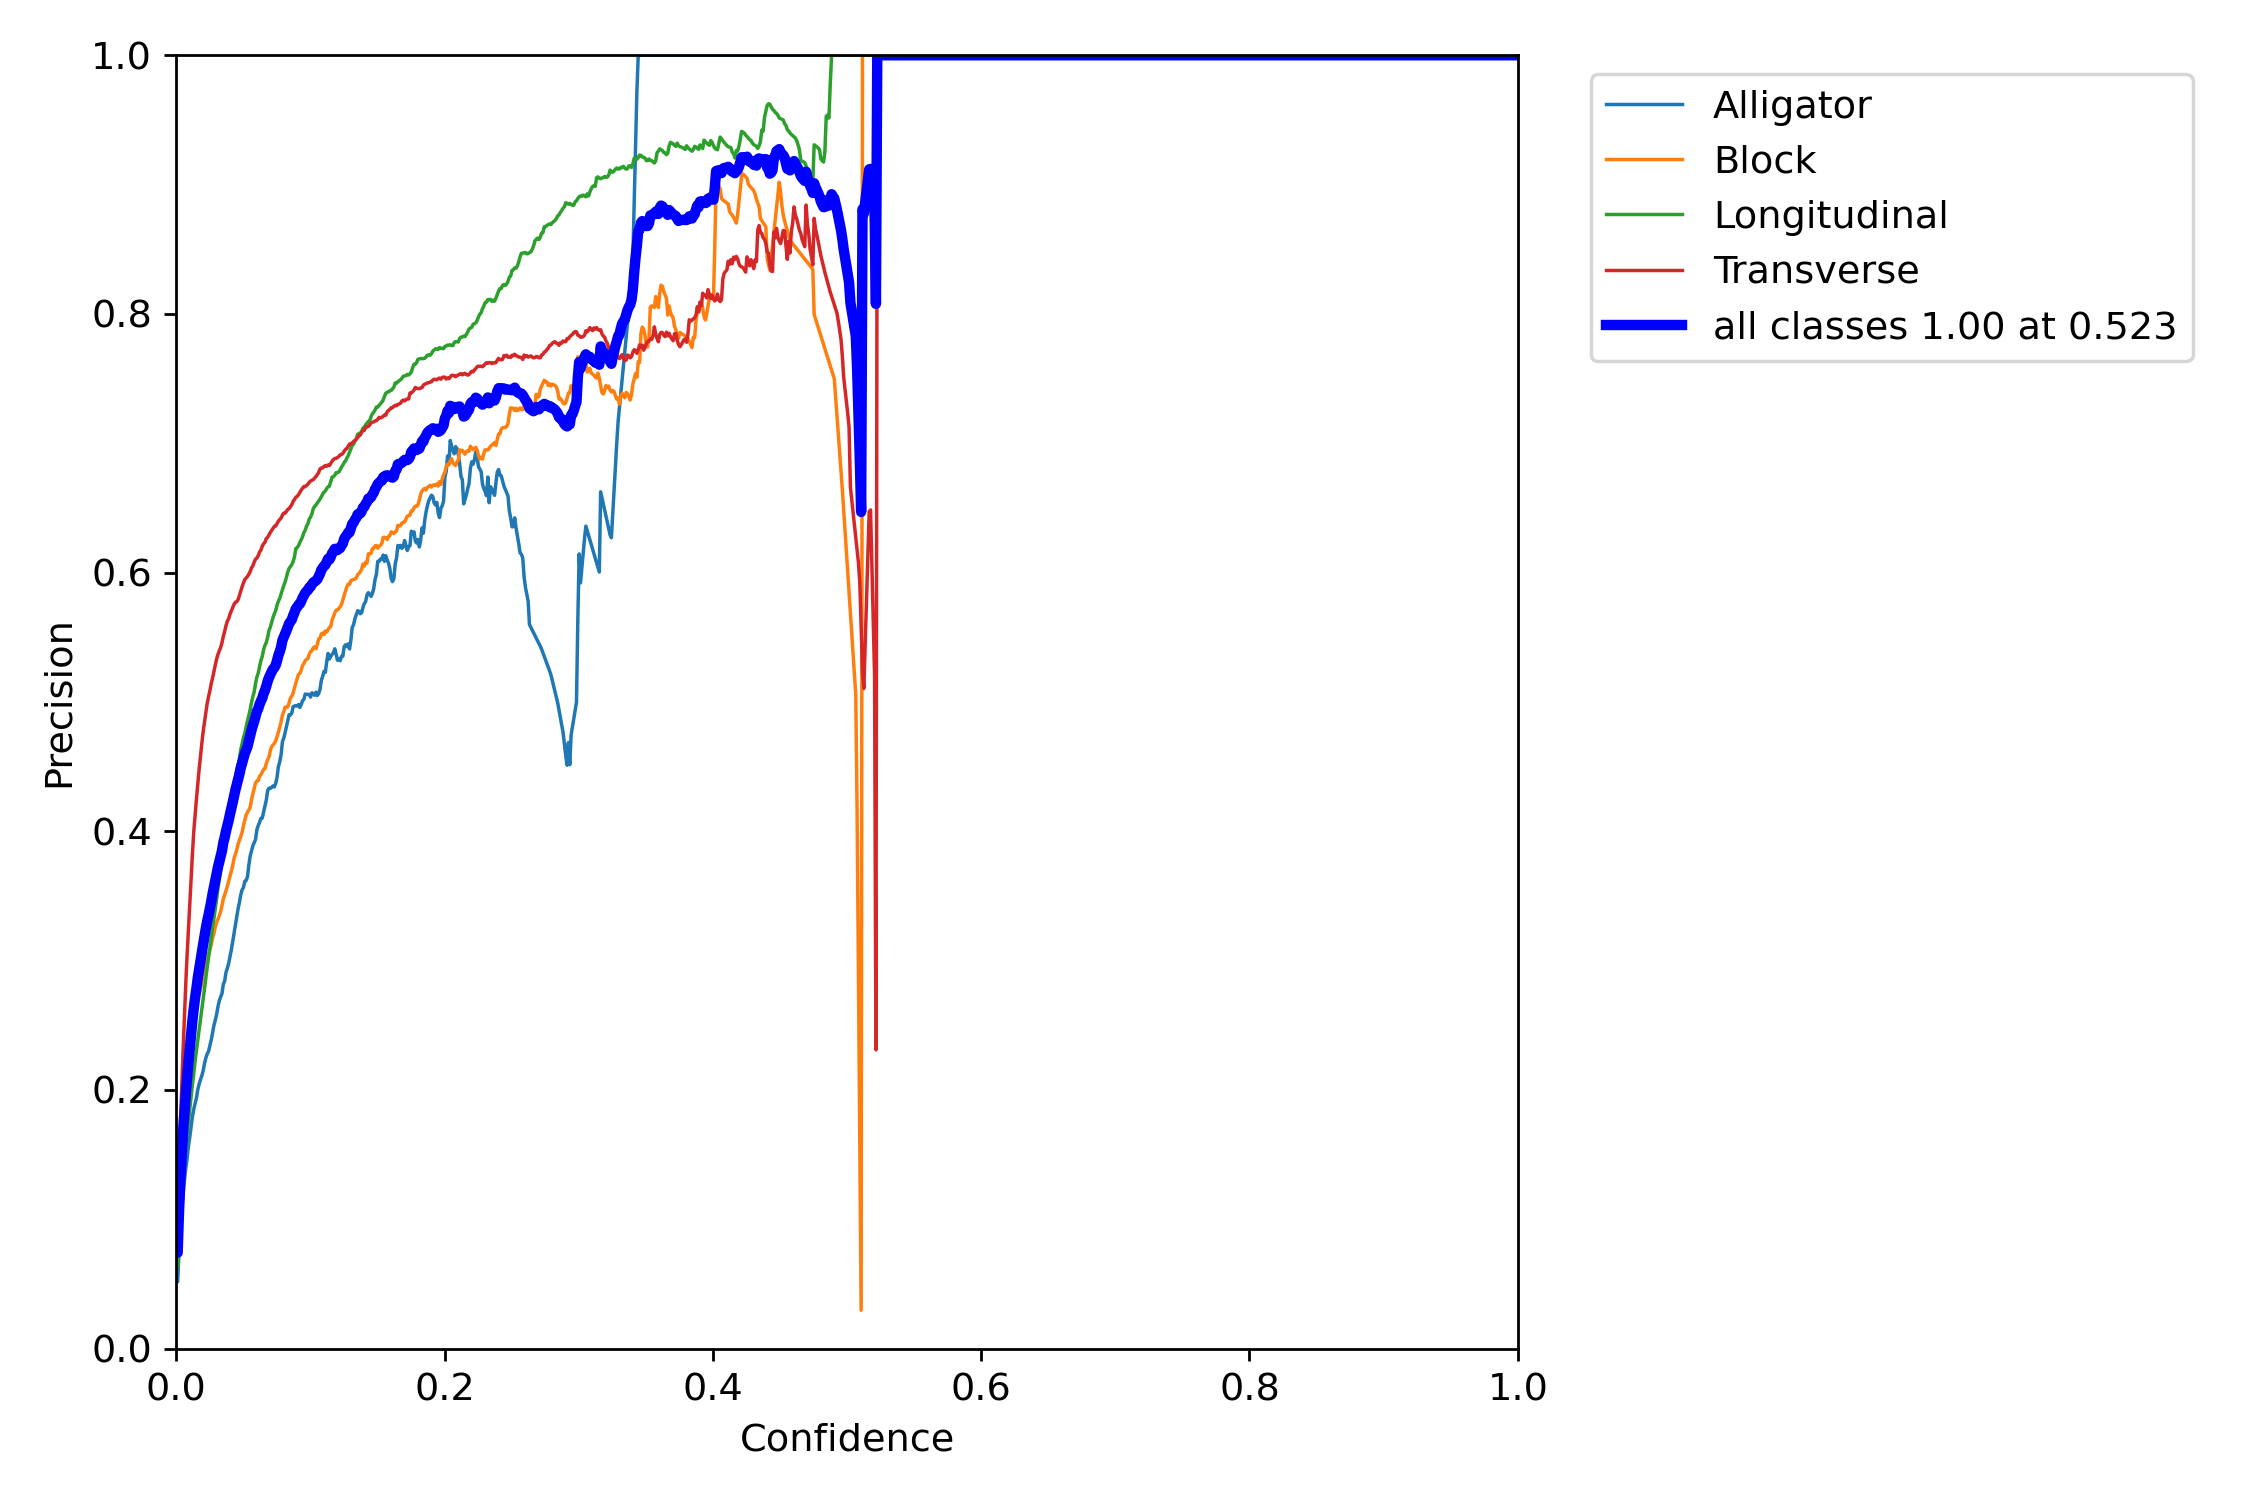 1.0
0.8
0.6
0.4
0.2
0.0
Precision
0.0 0.2 0.4 0.6 0.8 1.0
Confidence
Alligator
Block
Longitudinal
Transverse
all classes 1.00 at 0.523